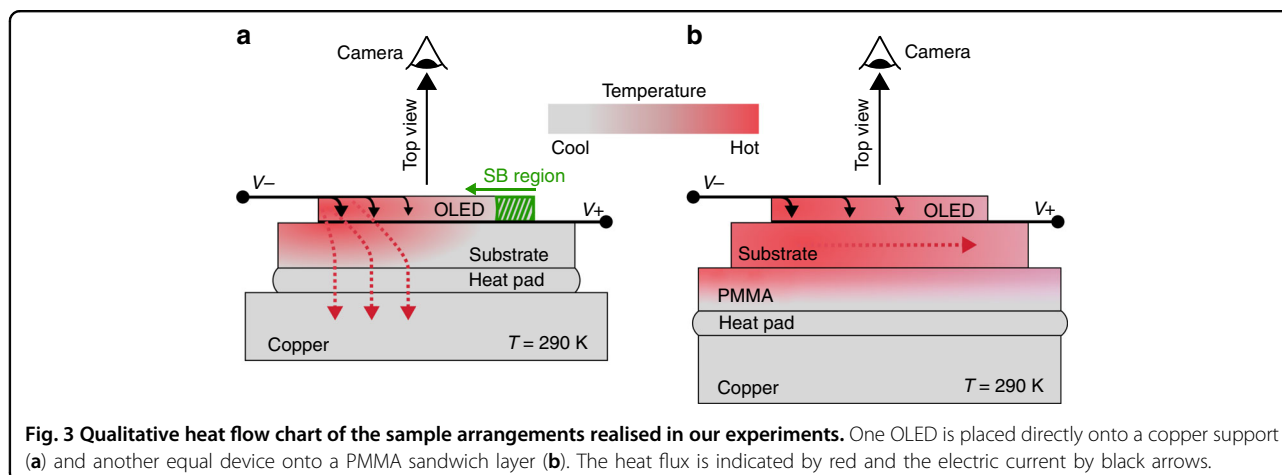 a
Camera
Top view
V–
SB region
OLED
V+
Substrate
Heat pad
Copper
T = 290 K
Temperature
Cool
Hot
b
Camera
Top view
V–
OLED
V+
Substrate
PMMA
Heat pad
Copper
T = 290 K
Fig. 3 Qualitative heat flow chart of the sample arrangements realised in our experiments. One OLED is placed directly onto a copper support
(a) and another equal device onto a PMMA sandwich layer (b). The heat flux is indicated by red and the electric current by black arrows.